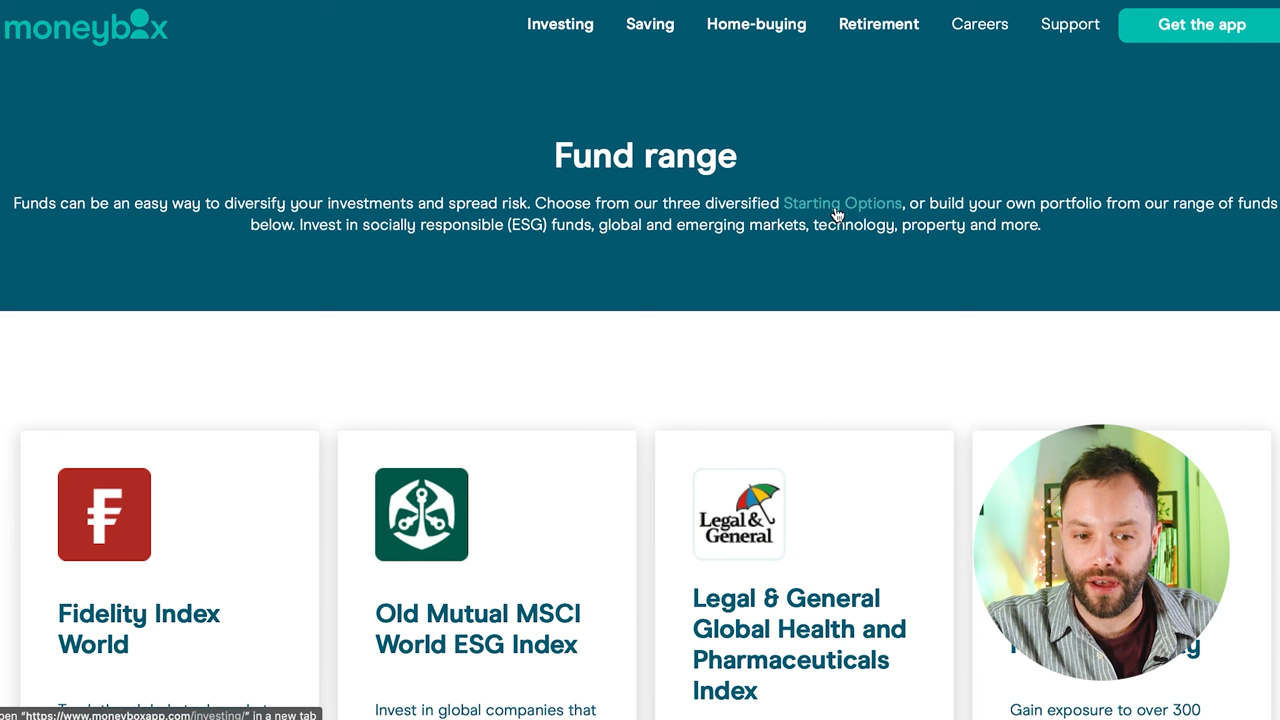 moneybox
Investing Saving Home-buying Retirement Careers Support Get the app
Fund range
Funds can be an easy way to diversify your investments and spread risk. Choose from our three diversified Starting Options, or build your own portfolio from our range of funds
below. Invest in socially responsible (ESG) funds, global and emerging markets, technology, property and more.
Legal &
General
Fidelity Index
World
Old Mutual MSCI
World ESG Index
Legal & General
Global Health and
Pharmaceuticals
Index
Invest in global companies that
Gain exposure to over 300
open "https://www.moneyboxapp.com/investing/" in a new tab